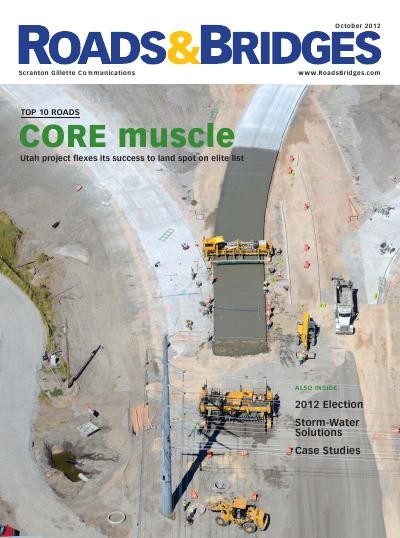 October 2012
ROADS&BRIDGES
Scranton Gillette Communications www.RoadsBridges.com
TOP 10 ROADS
CORE muscle
Utah project flexes its success to land spot on elite list
ALSO INSIDE
2012 Election
Storm-Water
Solutions
Case Studies